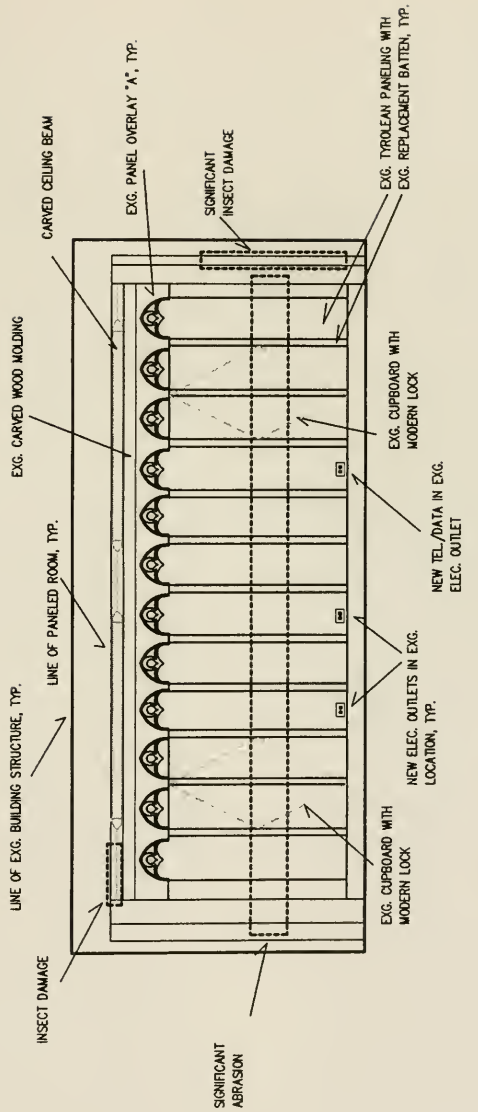 LINE OF EXG. BUILDING STRUCTURE, TYP.
LINE OF PANELED ROOM, TYP.
EXG. CARVED WOOD MOLDING
CARVED CEILING BEAM
EXG. PANEL OVERLAY "A", TYP.
INSECT DAMAGE
SIGNIFICANT
INSECT DAMAGE
SIGNIFICANT
ABRASION
EXG. CUPBOARD WITH
MODERN LOCK
NEW ELEC. OUTLETS IN EXG.
LOCATION, TYP.
NEW TEL./DATA IN EXG.
ELEC. OUTLET
EXG. CUPBOARD WITH
MODERN LOCK
EXG. TYROLEAN PANELING WITH
EXG. REPLACEMENT BATTEN, TYP.